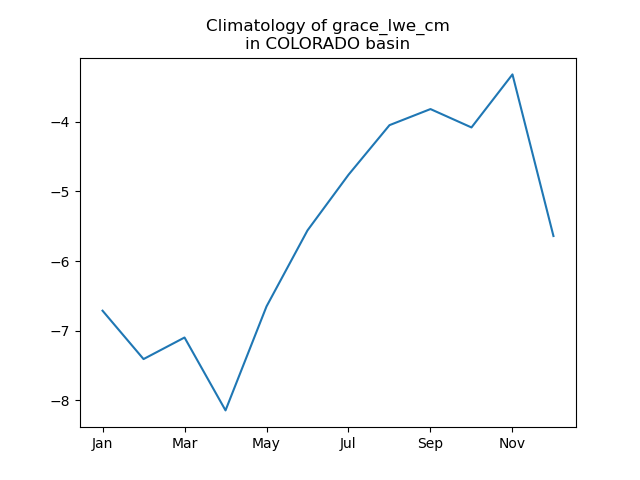 Climatology of grace_lwe_cm
in COLORADO basin
−4
−5
−6
−7
−8
Jan
Mar
May
Jul
Sep
Nov